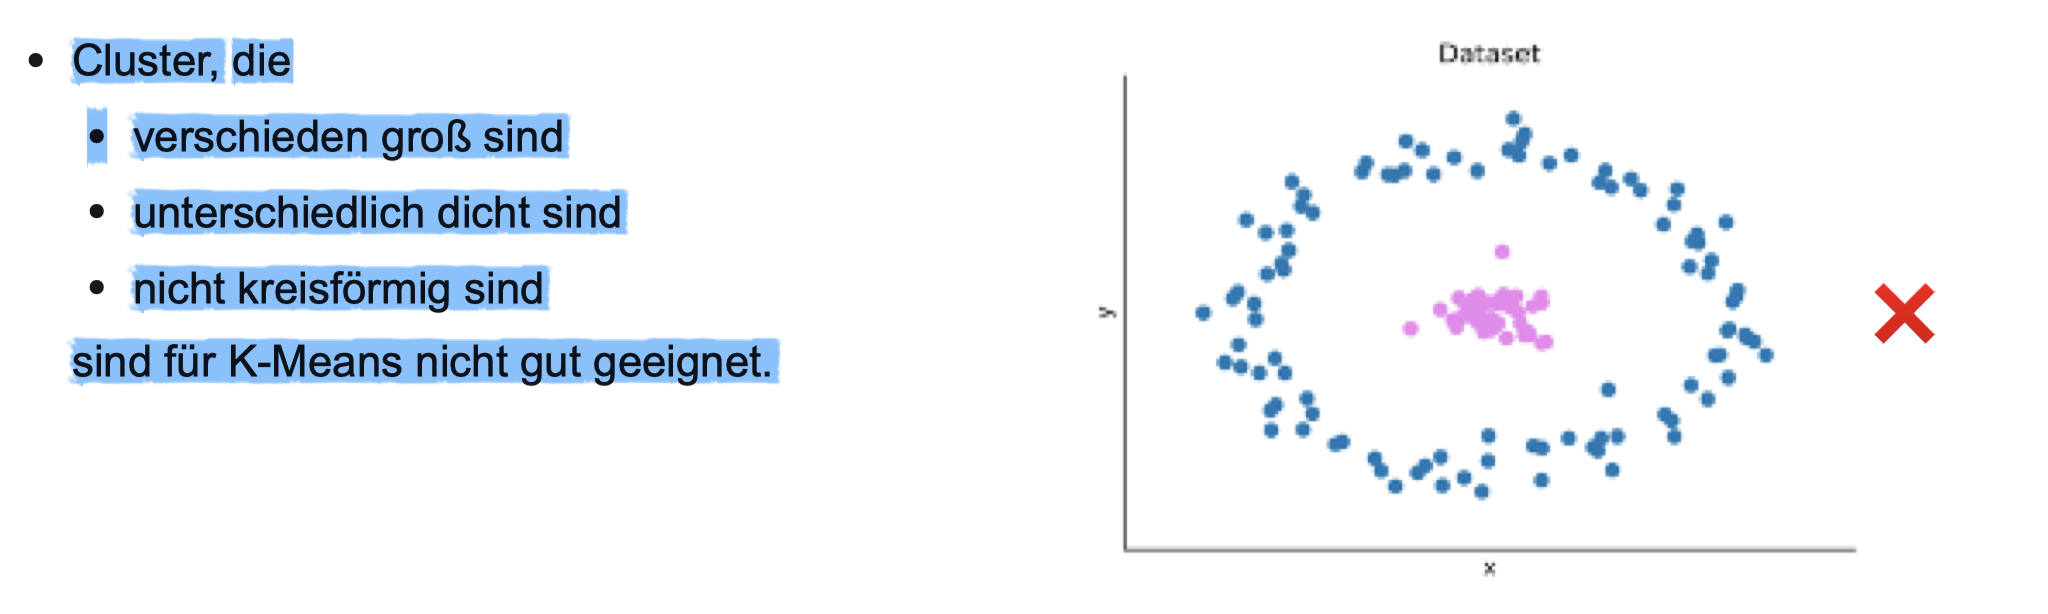 • Cluster, die
• verschieden groß sind
• unterschiedlich dicht sind
• nicht kreisförmig sind
sind für K-Means nicht gut geeignet.
Dataset
y
x